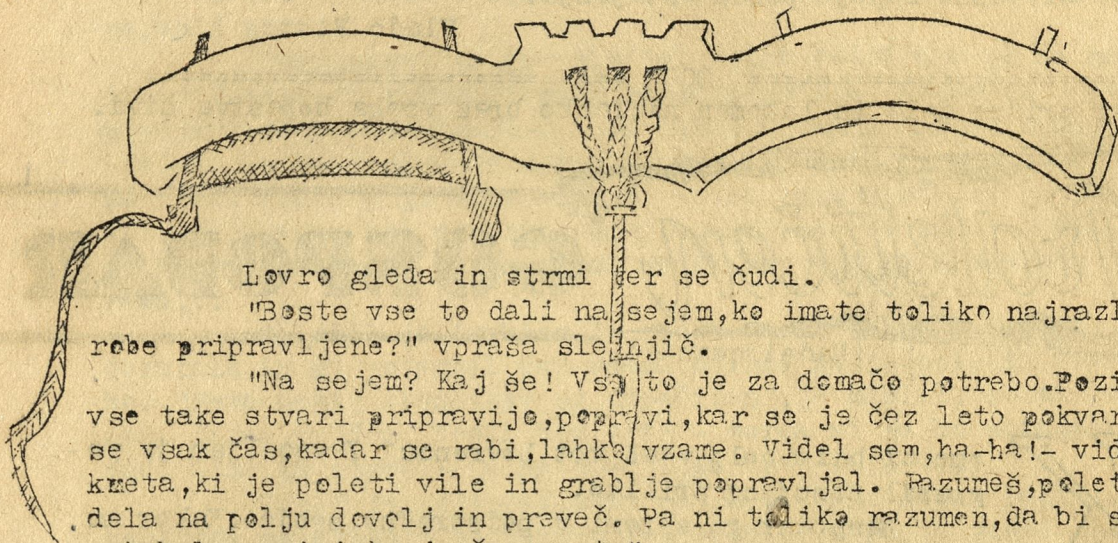 Lovro gleda in strmi ter se čudi.
"Boste vse to dali na sejem,ko imate toliko najrazl
robe pripravljene?" vpraša slednjič.
"Na sejem? Kaj še! Vse to je za domačo potrebo.Pozi
vse take stvari pripravijo,popravi,kar se je čez leto pokvar
se vsak čas,kadar se rabi,lahko vzame. Videl sem,ha-ha!- vid
kmeta,ki je poleti vile in grablje popravljal. Razumeš,polet
dela na polju dovolj in preveč. Pa ni toliko razumen,da bi s